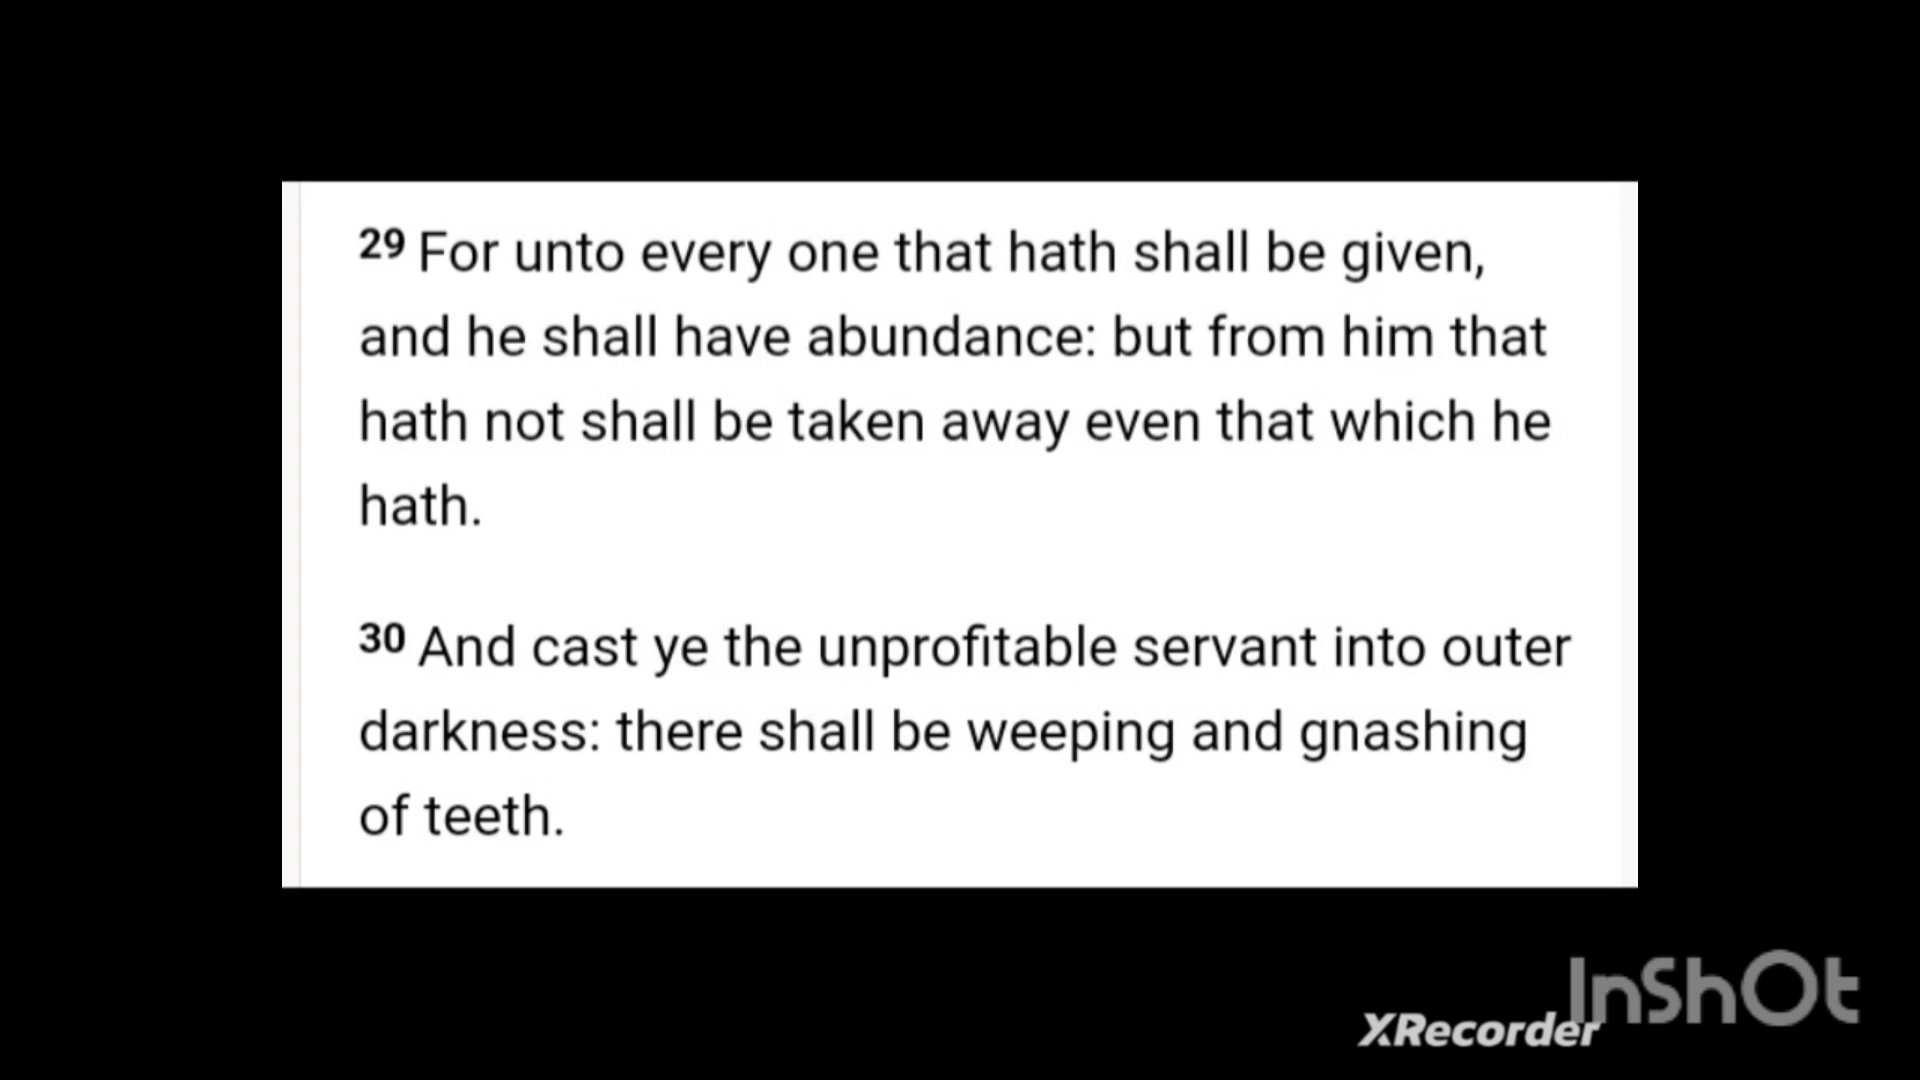 29 For unto every one that hath shall be given,
and he shall have abundance: but from him that
hath not shall be taken away even that which he
hath.
30 And cast ye the unprofitable servant into outer
darkness: there shall be weeping and gnashing
of teeth.
InShOt
XRecorder